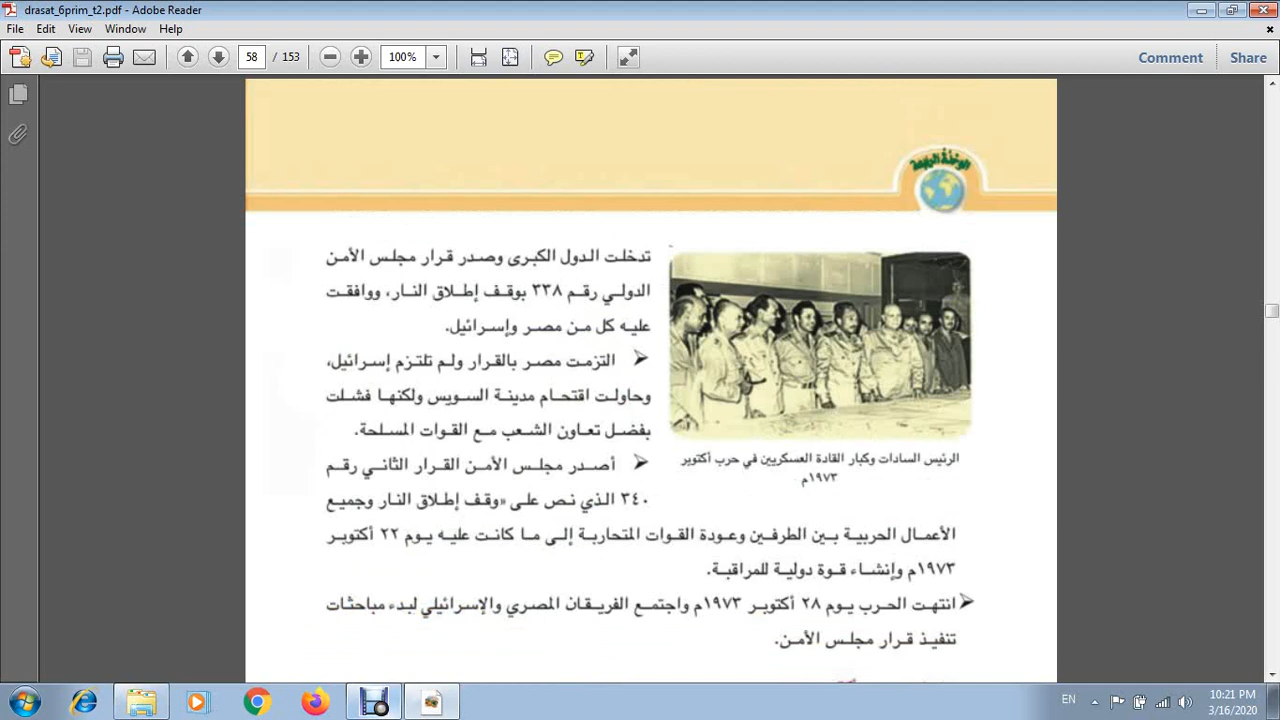 drasat_6prim_t2.pdf - Adobe Reader
File Edit View Window Help
58 / 153 100% Comment Share
الوحدة الرابعة
تدخلت الدول الكبرى وصدر قرار مجلس الأمن
الدولي رقم ٣٣٨ بوقف إطلاق النار، ووافقت
عليه كل من مصر وإسرائيل.
التزمت مصر بالقرار ولم تلتزم إسرائيل،
وحاولت اقتحام مدينة السويس ولكنها فشلت
بفضل تعاون الشعب مع القوات المسلحة.
الرئيس السادات وكبار القادة العسكريين في حرب أكتوبر
١٩٧٣م
أصدر مجلس الأمن القرار الثاني رقم
٣٤٠ الذي نص على «وقف إطلاق النار وجميع
الأعمال الحربية بين الطرفين وعودة القوات المتحاربة إلى ما كانت عليه يوم ٢٢ أكتوبر
١٩٧٣م وإنشاء قوة دولية للمراقبة.
انتهت الحرب يوم ٢٨ أكتوبر ١٩٧٣م واجتمع الفريقان المصري والإسرائيلي لبدء مباحثات
تنفيذ قرار مجلس الأمن.
EN 10:21 PM
3/16/2020